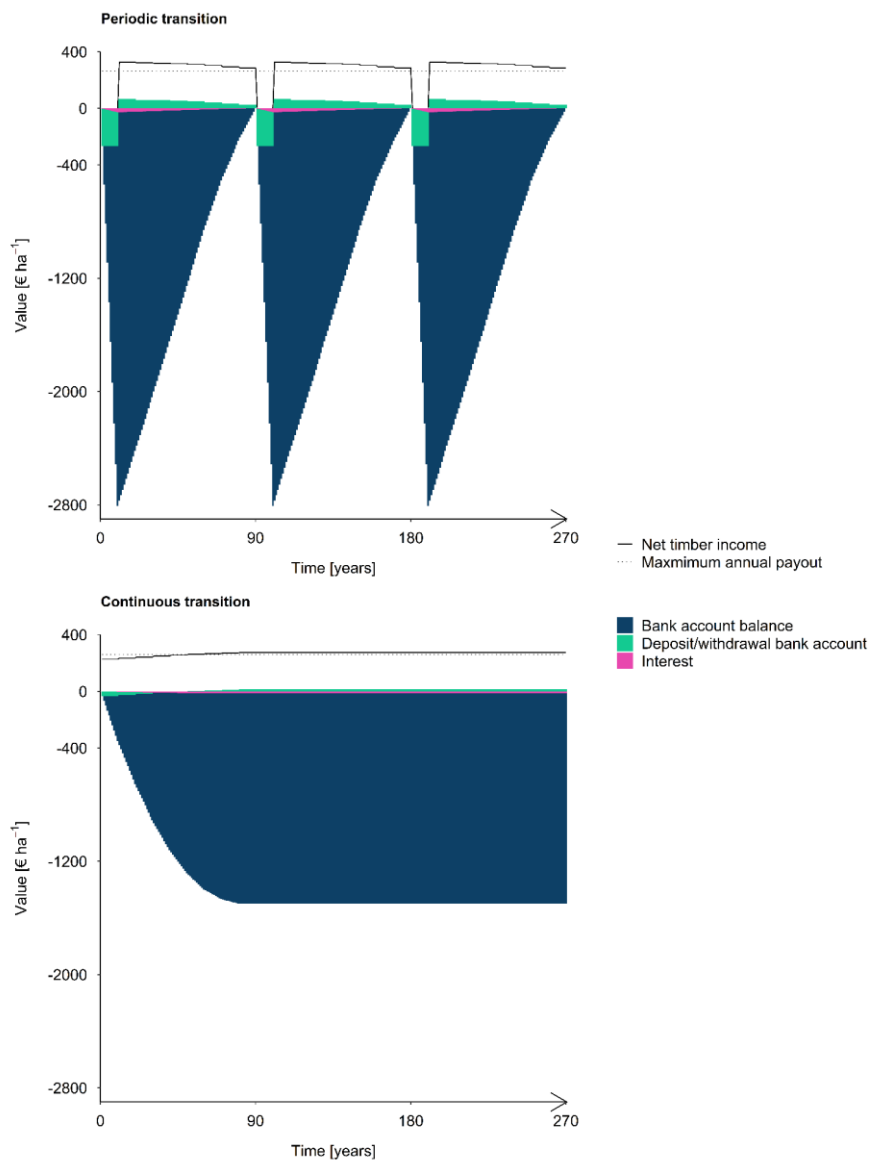 Periodic transition
400
0
-400
-1200
-2000
-2800
Value [€ ha⁻¹]
0 90 180 270
Time [years]
Net timber income
Maxmimum annual payout
Bank account balance
Deposit/withdrawal bank account
Interest
Continuous transition
400
0
-400
-1200
-2000
-2800
Value [€ ha⁻¹]
0 90 180 270
Time [years]